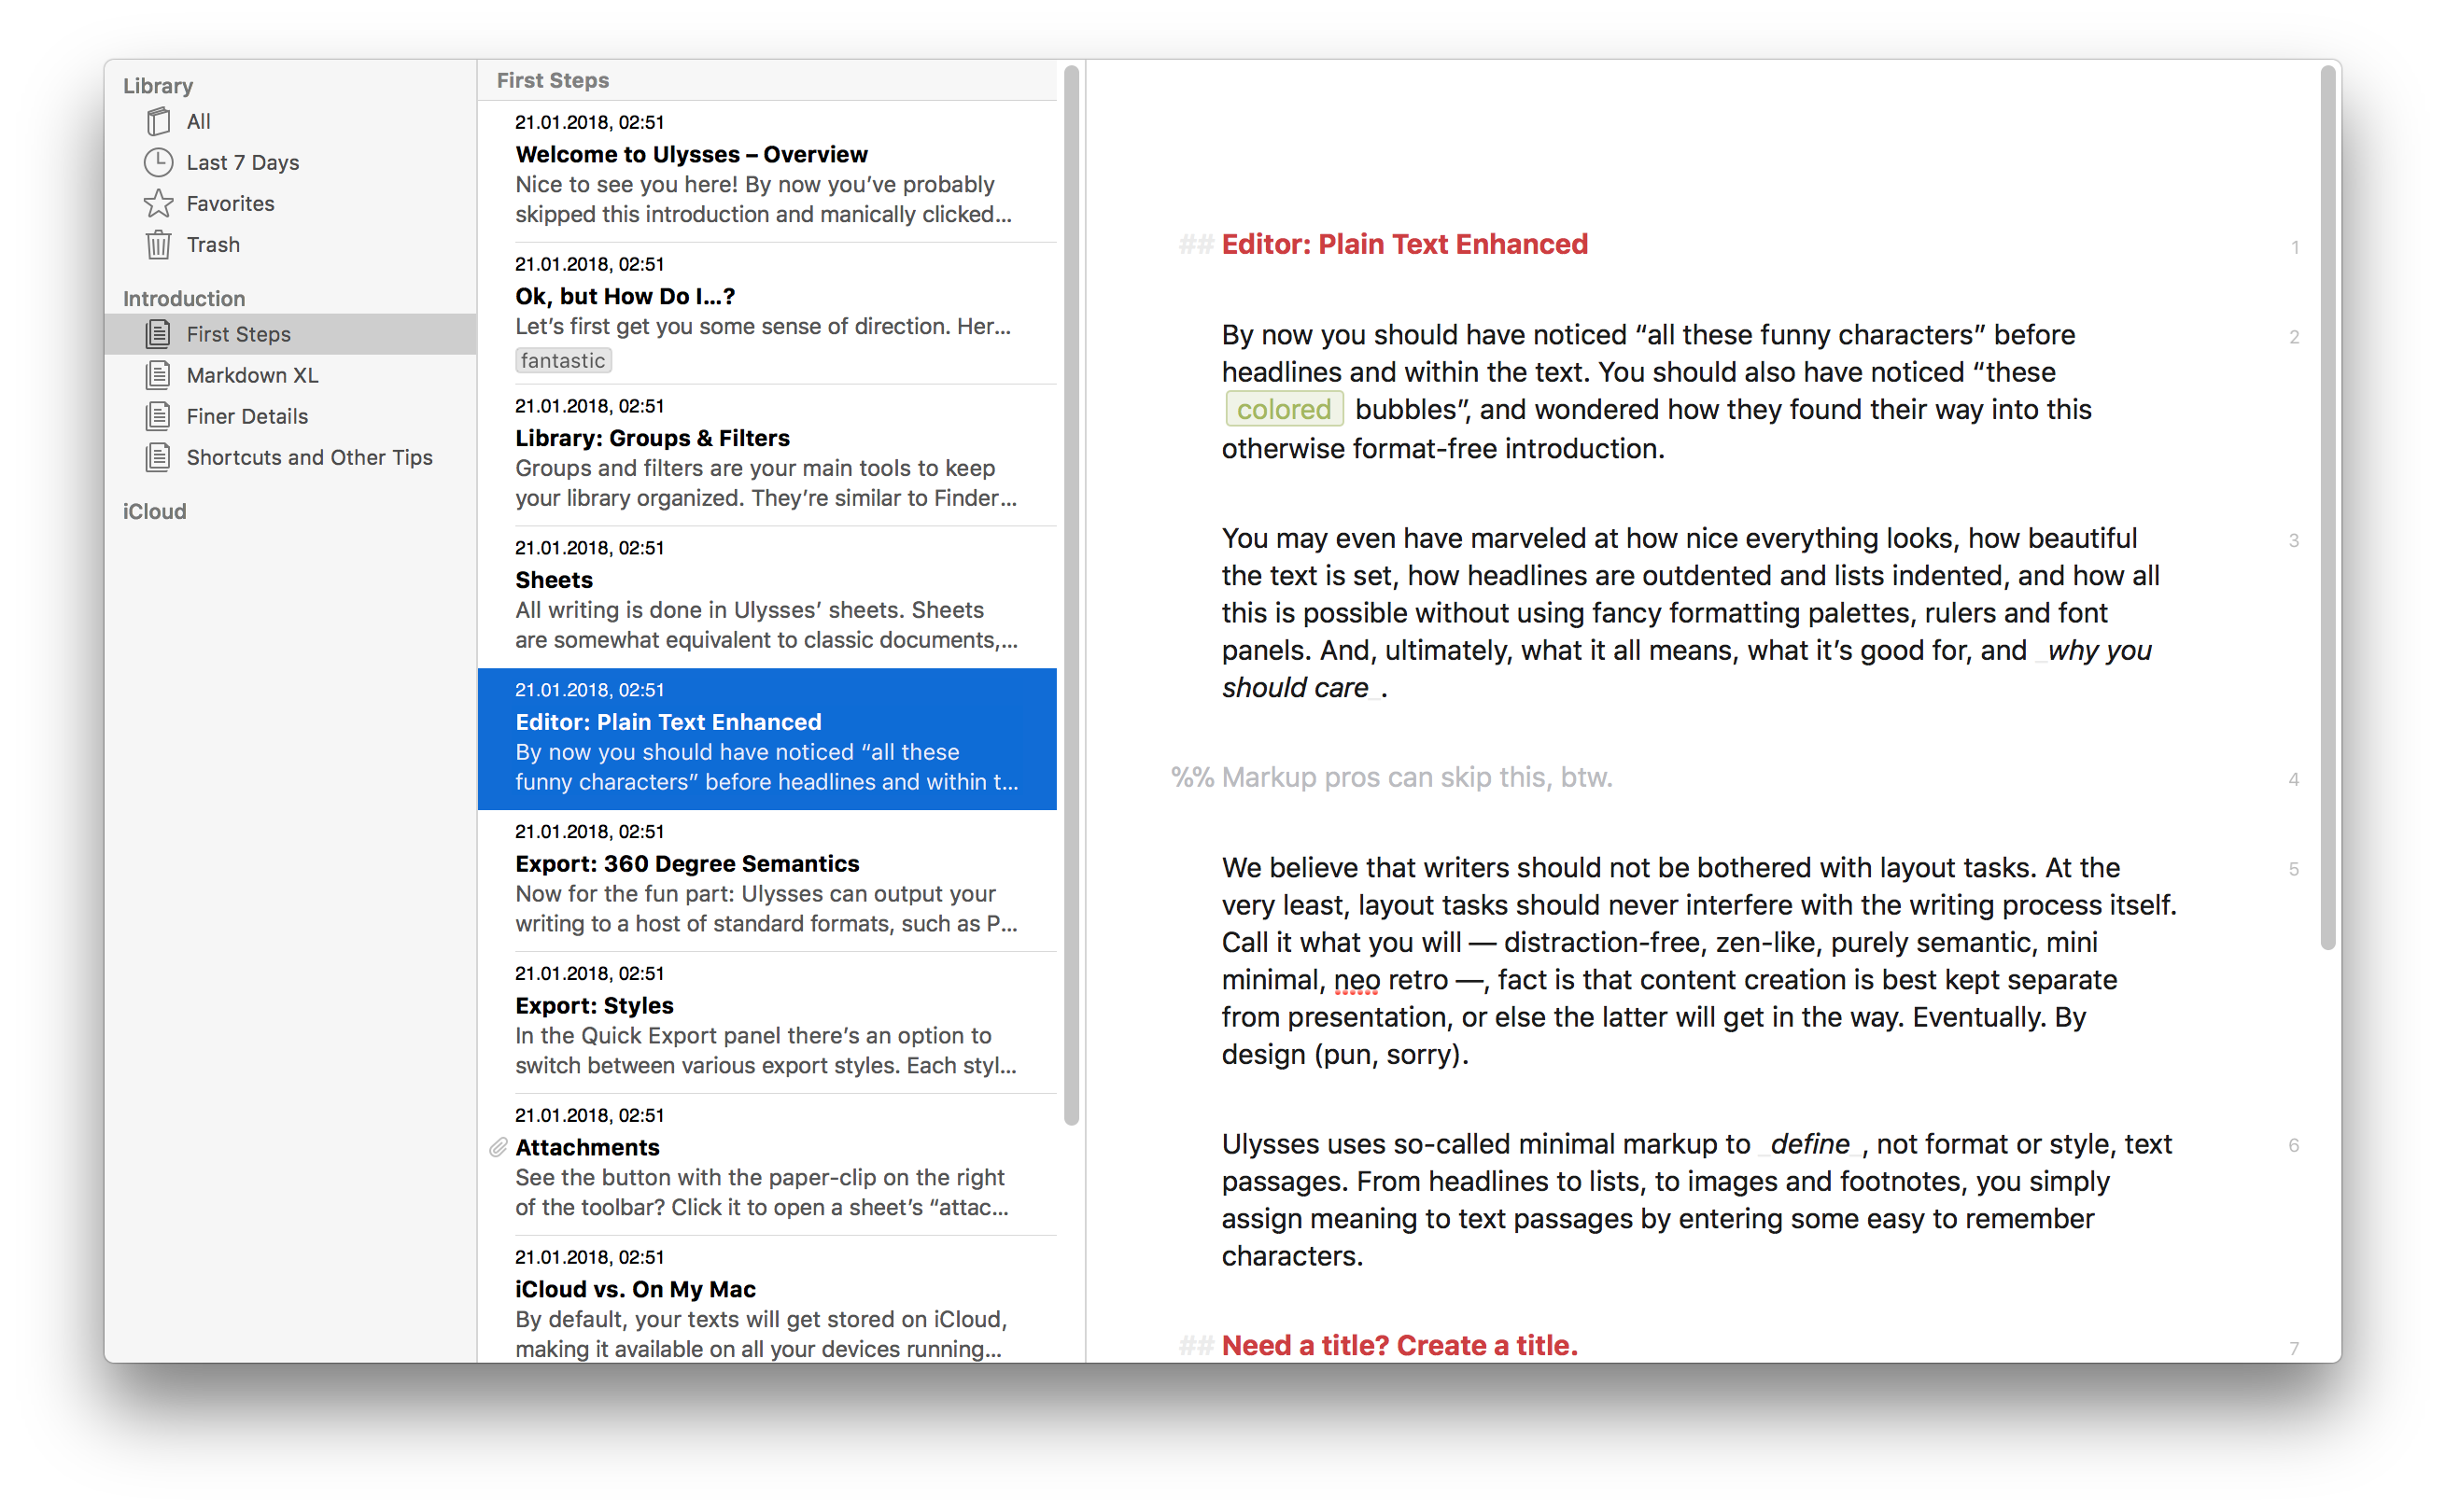 Library
All
Last 7 Days
Favorites
Trash
Introduction
First Steps
Markdown XL
Finer Details
Shortcuts and Other Tips
iCloud
First Steps
21.01.2018, 02:51
Welcome to Ulysses – Overview
Nice to see you here! By now you’ve probably
skipped this introduction and manically clicked...
21.01.2018, 02:51
Ok, but How Do I...?
Let’s first get you some sense of direction. Her...
fantastic
21.01.2018, 02:51
Library: Groups & Filters
Groups and filters are your main tools to keep
your library organized. They’re similar to Finder...
21.01.2018, 02:51
Sheets
All writing is done in Ulysses’ sheets. Sheets
are somewhat equivalent to classic documents,...
21.01.2018, 02:51
Editor: Plain Text Enhanced
By now you should have noticed “all these
funny characters” before headlines and within t...
21.01.2018, 02:51
Export: 360 Degree Semantics
Now for the fun part: Ulysses can output your
writing to a host of standard formats, such as P...
21.01.2018, 02:51
Export: Styles
In the Quick Export panel there’s an option to
switch between various export styles. Each styl...
21.01.2018, 02:51
Attachments
See the button with the paper-clip on the right
of the toolbar? Click it to open a sheet’s “attac...
21.01.2018, 02:51
iCloud vs. On My Mac
By default, your texts will get stored on iCloud,
making it available on all your devices running...
## Editor: Plain Text Enhanced 1
By now you should have noticed “all these funny characters” before 2
headlines and within the text. You should also have noticed “these
colored bubbles”, and wondered how they found their way into this
otherwise format-free introduction.
You may even have marveled at how nice everything looks, how beautiful 3
the text is set, how headlines are outdented and lists indented, and how all
this is possible without using fancy formatting palettes, rulers and font
panels. And, ultimately, what it all means, what it’s good for, and _why you
should care_.
%% Markup pros can skip this, btw. 4
We believe that writers should not be bothered with layout tasks. At the 5
very least, layout tasks should never interfere with the writing process itself.
Call it what you will — distraction-free, zen-like, purely semantic, mini
minimal, neo retro —, fact is that content creation is best kept separate
from presentation, or else the latter will get in the way. Eventually. By
design (pun, sorry).
Ulysses uses so-called minimal markup to _define_, not format or style, text 6
passages. From headlines to lists, to images and footnotes, you simply
assign meaning to text passages by entering some easy to remember
characters.
## Need a title? Create a title. 7